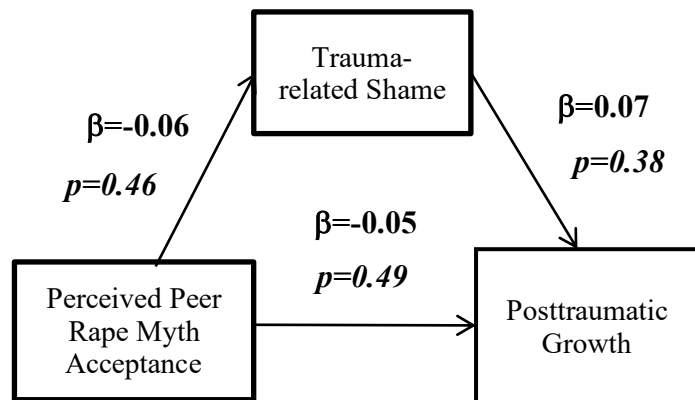 Trauma-
related Shame
β=-0.06
p=0.46
β=0.07
p=0.38
β=-0.05
p=0.49
Perceived Peer
Rape Myth
Acceptance
Posttraumatic
Growth